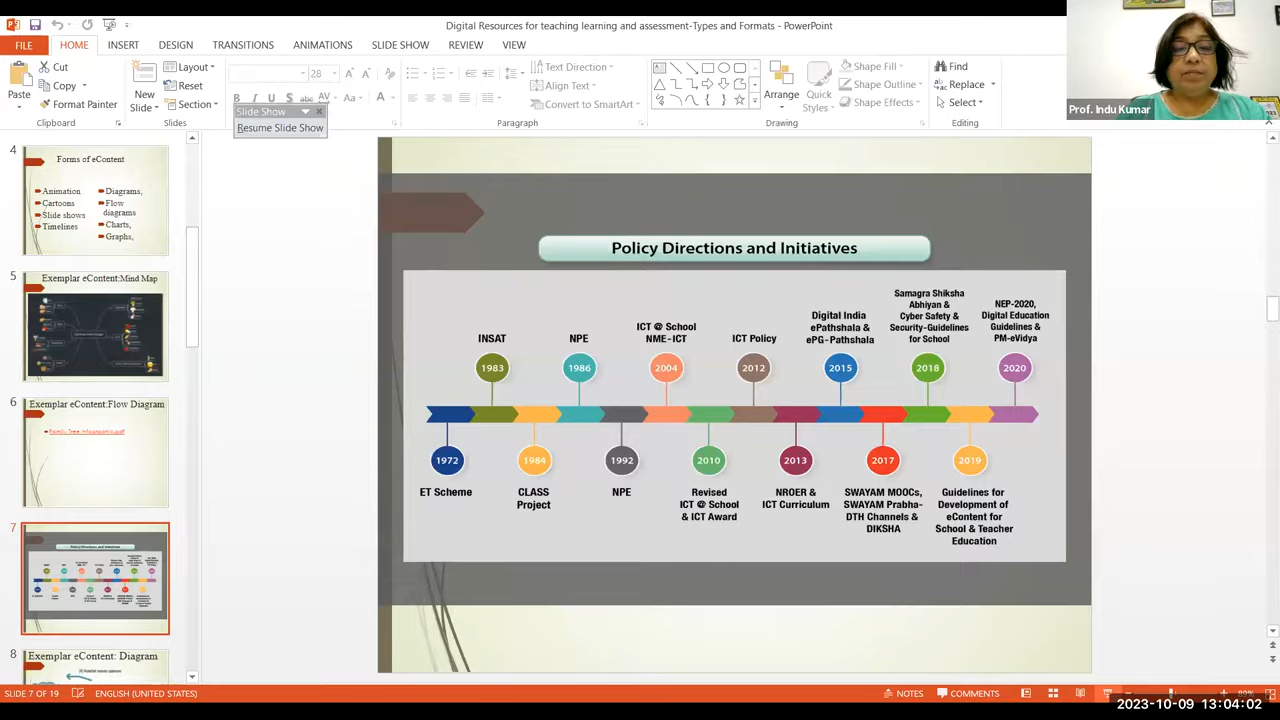 Digital Resources for teaching learning and assessment-Types and Formats - PowerPoint
FILE HOME INSERT DESIGN TRANSITIONS ANIMATIONS SLIDE SHOW REVIEW VIEW
Paste
Cut
Copy
Format Painter
Clipboard
New
Slide
Layout
Reset
Section
Slides
28
B I U S abc AV Aa A
Slide Show
Resume Slide Show
Text Direction
Align Text
Convert to SmartArt
Paragraph
Arrange
Quick
Styles
Shape Fill
Shape Outline
Shape Effects
Drawing
Find
Replace
Select
Editing
Prof. Indu Kumar
4
Forms of eContent
Animation
Cartoons
Slide shows
Timelines
Diagrams,
Flow
diagrams
Charts,
Graphs,
5
Exemplar eContent:Mind Map
6
Exemplar eContent:Flow Diagram
7
Policy Directions and Initiatives
8
Exemplar eContent: Diagram
Policy Directions and Initiatives
1972
ET Scheme
INSAT
1983
1984
CLASS
Project
NPE
1986
1992
NPE
ICT @ School
NME-ICT
2004
2010
Revised
ICT @ School
& ICT Award
ICT Policy
2012
2013
NROER &
ICT Curriculum
Digital India
ePathshala &
ePG-Pathshala
2015
2017
SWAYAM MOOCs,
SWAYAM Prabha-
DTH Channels &
DIKSHA
Samagra Shiksha
Abhiyan &
Cyber Safety &
Security-Guidelines
for School
2018
2019
Guidelines for
Development of
eContent for
School & Teacher
Education
NEP-2020,
Digital Education
Guidelines &
PM-eVidya
2020
SLIDE 7 OF 19 ENGLISH (UNITED STATES) NOTES COMMENTS
2023-10-09 13:04:02